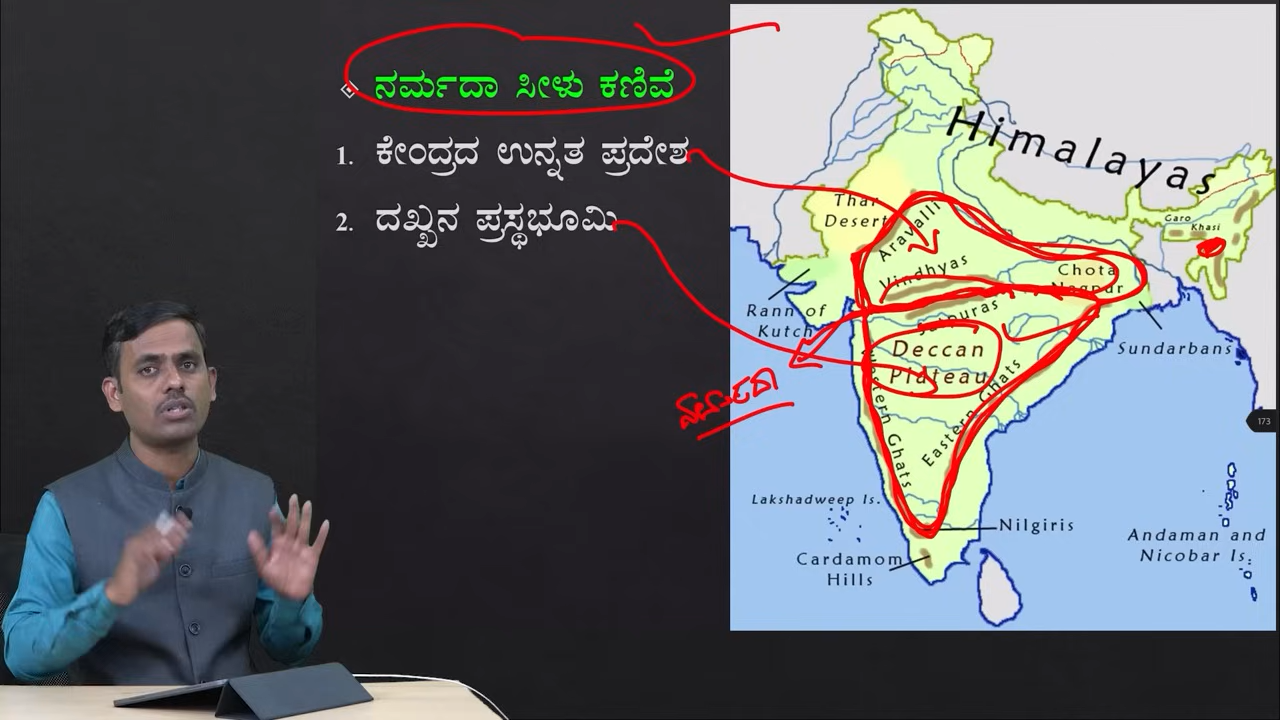 ನರ್ಮದಾ ಸೀಳು ಕಣಿವೆ
1. ಕೇಂದ್ರದ ಉನ್ನತ ಪ್ರದೇಶ
2. ದಖ್ಖನ ಪ್ರಸ್ಥಭೂಮಿ
ನರ್ಮದಾ
Himalayas
Thar
Desert
Aravalli
Garo
Khasi
Vindhyas
Chota
Nagpur
Rann of
Kutch
Satpuras
Sundarbans
Deccan
Plateau
Western Ghats
Eastern Ghats
173
Lakshadweep Is.
Nilgiris
Andaman and
Nicobar Is.
Cardamom
Hills